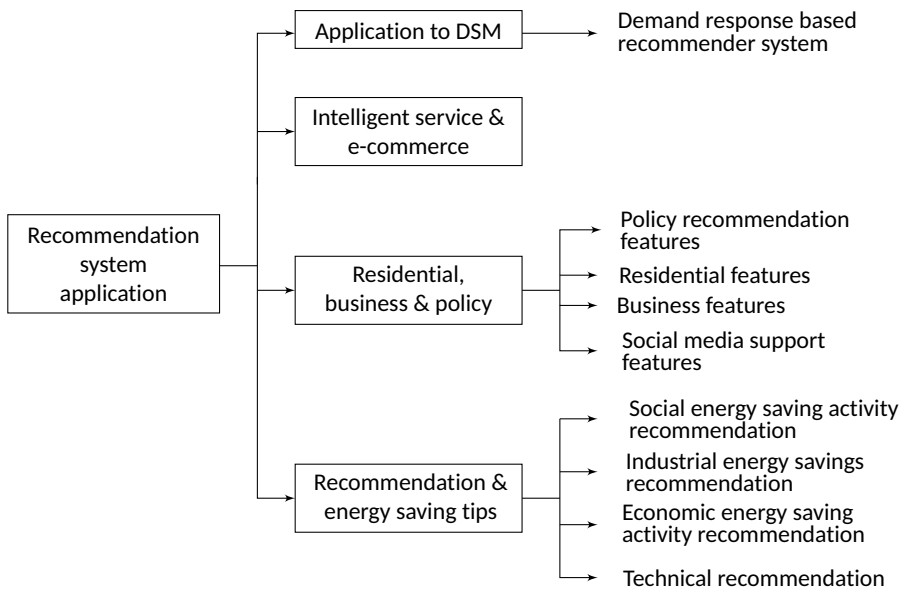 Application to DSM
Demand response based
recommender system
Intelligent service &
e-commerce
Recommendation
system
application
Residential,
business & policy
Policy recommendation
features
Residential features
Business features
Social media support
features
Recommendation &
energy saving tips
Social energy saving activity
recommendation
Industrial energy savings
recommendation
Economic energy saving
activity recommendation
Technical recommendation